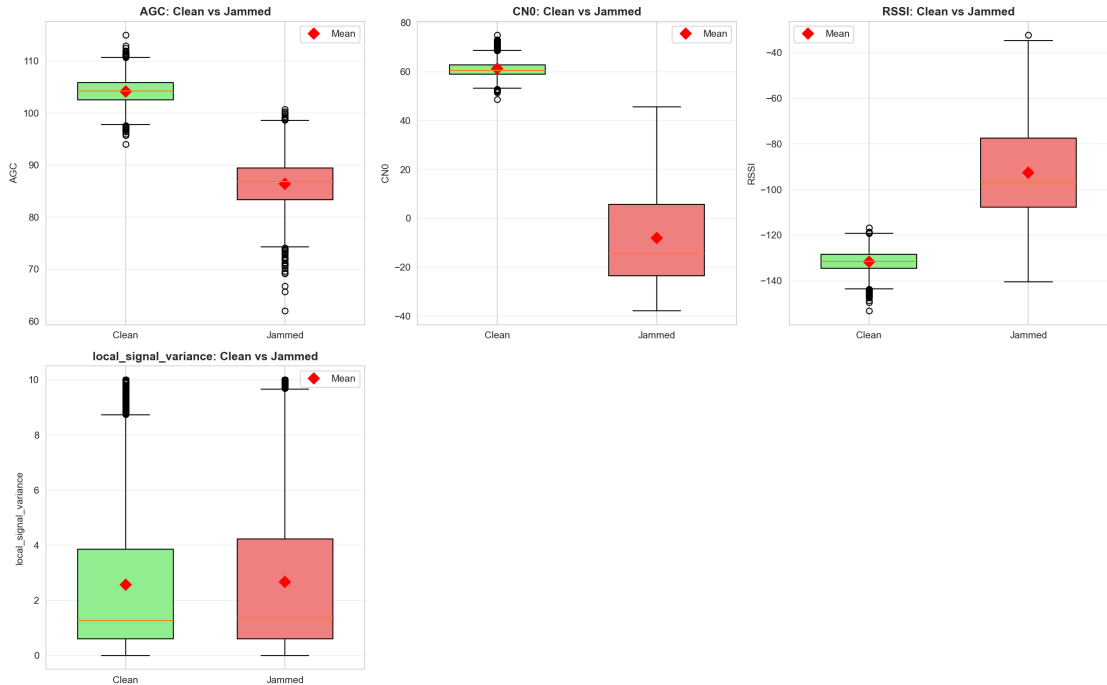 AGC: Clean vs Jammed
Mean
110
100
90
80
70
60
AGC
Clean
Jammed
CN0: Clean vs Jammed
Mean
80
60
40
20
0
−20
−40
CN0
Clean
Jammed
RSSI: Clean vs Jammed
Mean
−40
−60
−80
−100
−120
−140
RSSI
Clean
Jammed
local_signal_variance: Clean vs Jammed
Mean
10
8
6
4
2
0
local_signal_variance
Clean
Jammed